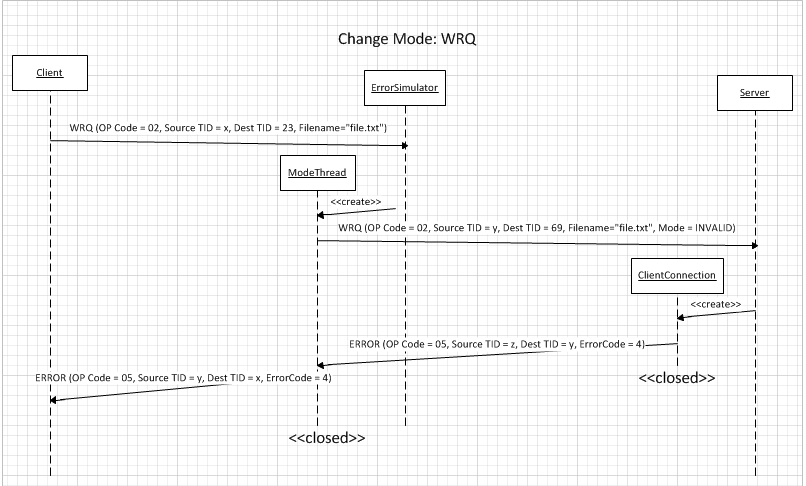 Change Mode: WRQ
Client
ErrorSimulator
Server
WRQ (OP Code = 02, Source TID = x, Dest TID = 23, Filename="file.txt")
ModeThread
<<create>>
WRQ (OP Code = 02, Source TID = y, Dest TID = 69, Filename="file.txt", Mode = INVALID)
ClientConnection
<<create>>
ERROR (OP Code = 05, Source TID = z, Dest TID = y, ErrorCode = 4)
ERROR (OP Code = 05, Source TID = y, Dest TID = x, ErrorCode = 4)
<<closed>>
<<closed>>